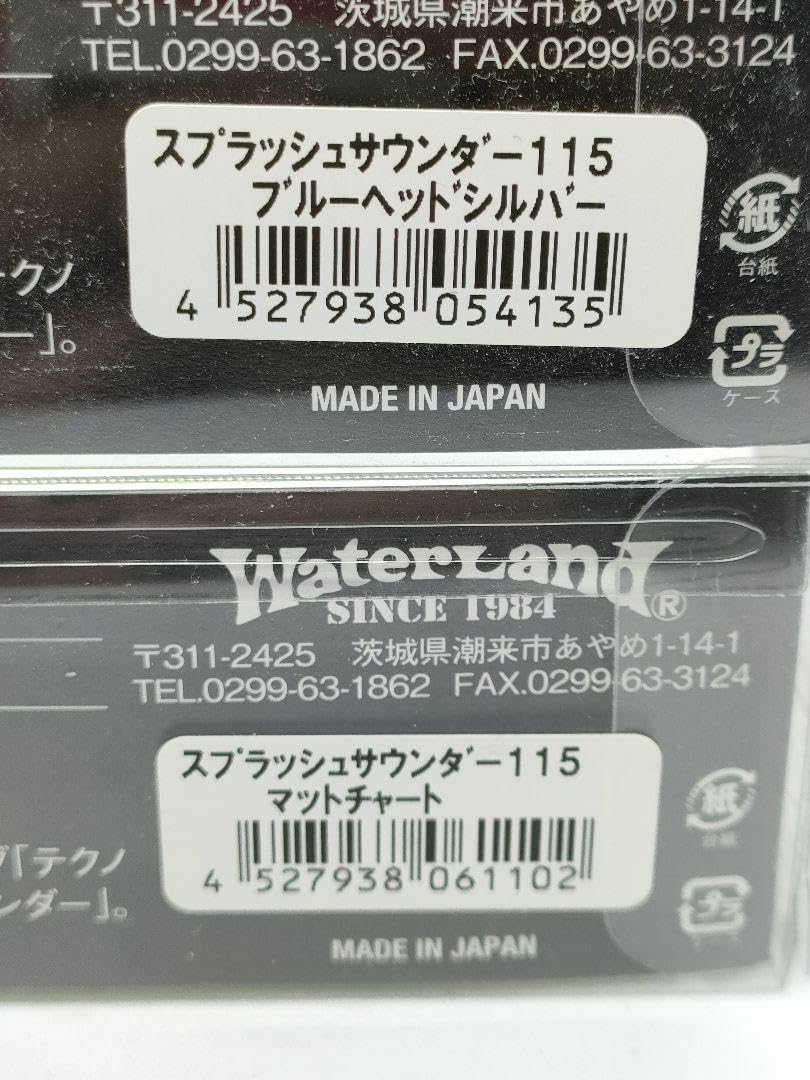 〒311-2425 茨城県潮来市あやめ1-14-1
TEL.0299-63-1862 FAX.0299-63-3124
スプラッシュサウンダー115
ブルーヘッドシルバー
4 527938 054135
紙
台紙
クノ
ー」。
プラ
ケース
MADE IN JAPAN
WaterLand®
SINCE 1984
〒311-2425 茨城県潮来市あやめ1-14-1
TEL.0299-63-1862 FAX.0299-63-3124
スプラッシュサウンダー115
マットチャート
4 527938 061102
紙
台紙
「テクノ
ンダー」。
プラ
ケース
MADE IN JAPAN